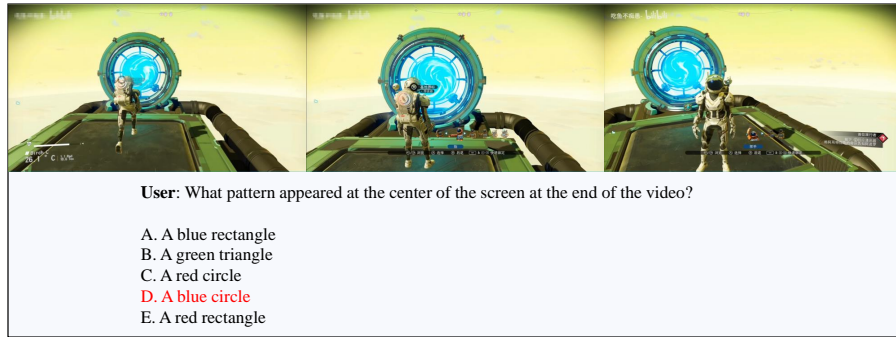 User: What pattern appeared at the center of the screen at the end of the video?
A. A blue rectangle
B. A green triangle
C. A red circle
D. A blue circle
E. A red rectangle